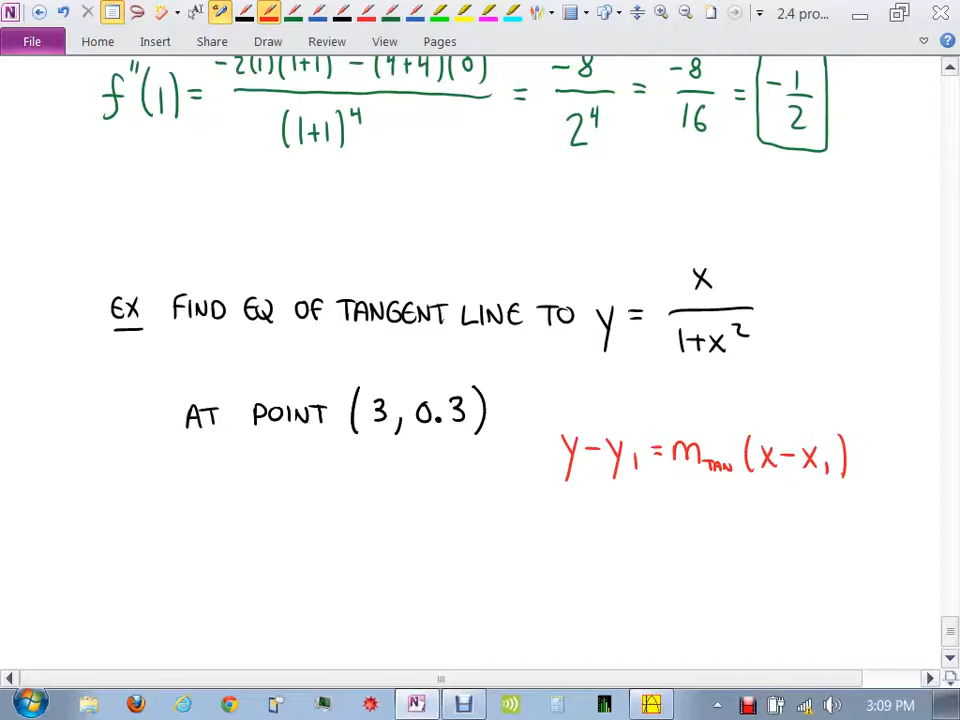 2.4 pro...
File Home Insert Share Draw Review View Pages
f''(1) = -2(1)(1+1) - (4+4)(0) / (1+1)^4 = -8 / 2^4 = -8 / 16 = -1/2
EX FIND EQ OF TANGENT LINE TO y = x / 1+x^2
AT POINT (3, 0.3)
y - y₁ = m_TAN (x - x₁)
3:09 PM